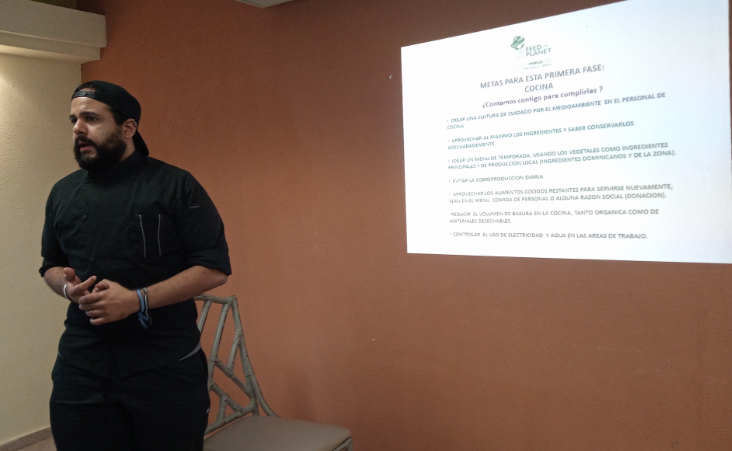 FEED THE
PLANET
METAS PARA ESTA PRIMERA FASE:
COCINA
¿Contamos contigo para cumplirlas ?
- CREAR UNA CULTURA DE CUIDADO POR EL MEDIOAMBIENTE EN EL PERSONAL DE
COCINA
- APROVECHAR AL MAXIMO LOS INGREDIENTES Y SABER CONSERVARLOS
ADECUADAGEMENTE
- IDEAR UN MENU DE TEMPORADA, USANDO LOS VEGETALES COMO INGREDIENTES
PRINCIPALES Y DE PRODUCCION LOCAL (INGREDIENTES DOMINICANOS Y DE LA ZONA).
- EVITAR LA SOBREPRODUCCION DIARIA
- APROVECHAR LOS ALIMENTOS COCIDOS RESTANTES PARA SERVIRSE NUEVAMENTE,
SEAN EN EL MENU, COMIDA DE PERSONAL O ALGUNA RAZON SOCIAL (DONACION).
-REDUCIR EL VOLUMEN DE BASURA EN LA COCINA, TANTO ORGANICA COMO DE
MATERIALES DESECHABLES
- CONTROLAR EL USO DE ELECTRICIDAD Y AGUA EN LAS AREAS DE TRABAJO.